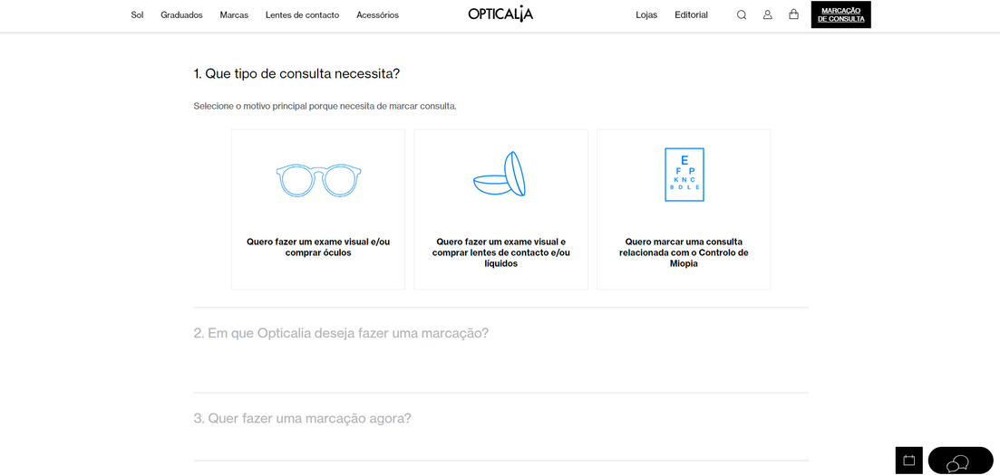 Sol Graduados Marcas Lentes de contacto Acessórios OPTICALIA Lojas Editorial MARCAÇÃO
DE CONSULTA
1. Que tipo de consulta necessita?
Selecione o motivo principal porque necesita de marcar consulta.
E
F P
K N C
B D L E
Quero fazer um exame visual e/ou
comprar óculos
Quero fazer um exame visual e
comprar lentes de contacto e/ou
líquidos
Quero marcar uma consulta
relacionada com o Controlo de
Miopia
2. Em que Opticalia deseja fazer uma marcação?
3. Quer fazer uma marcação agora?